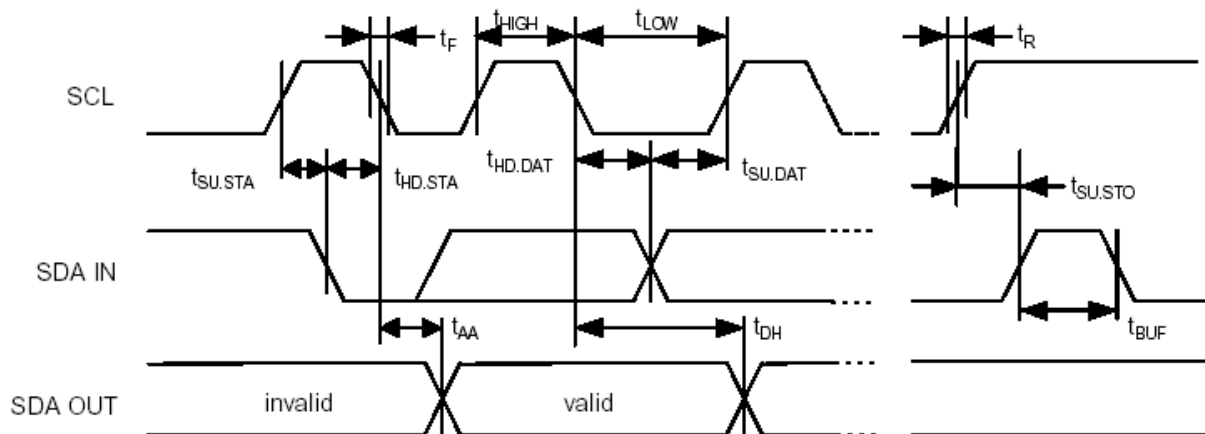 tF tHIGH tLOW tR
SCL
tSU.STA tHD.STA tHD.DAT tSU.DAT tSU.STO
SDA IN
tAA tDH tBUF
SDA OUT invalid valid